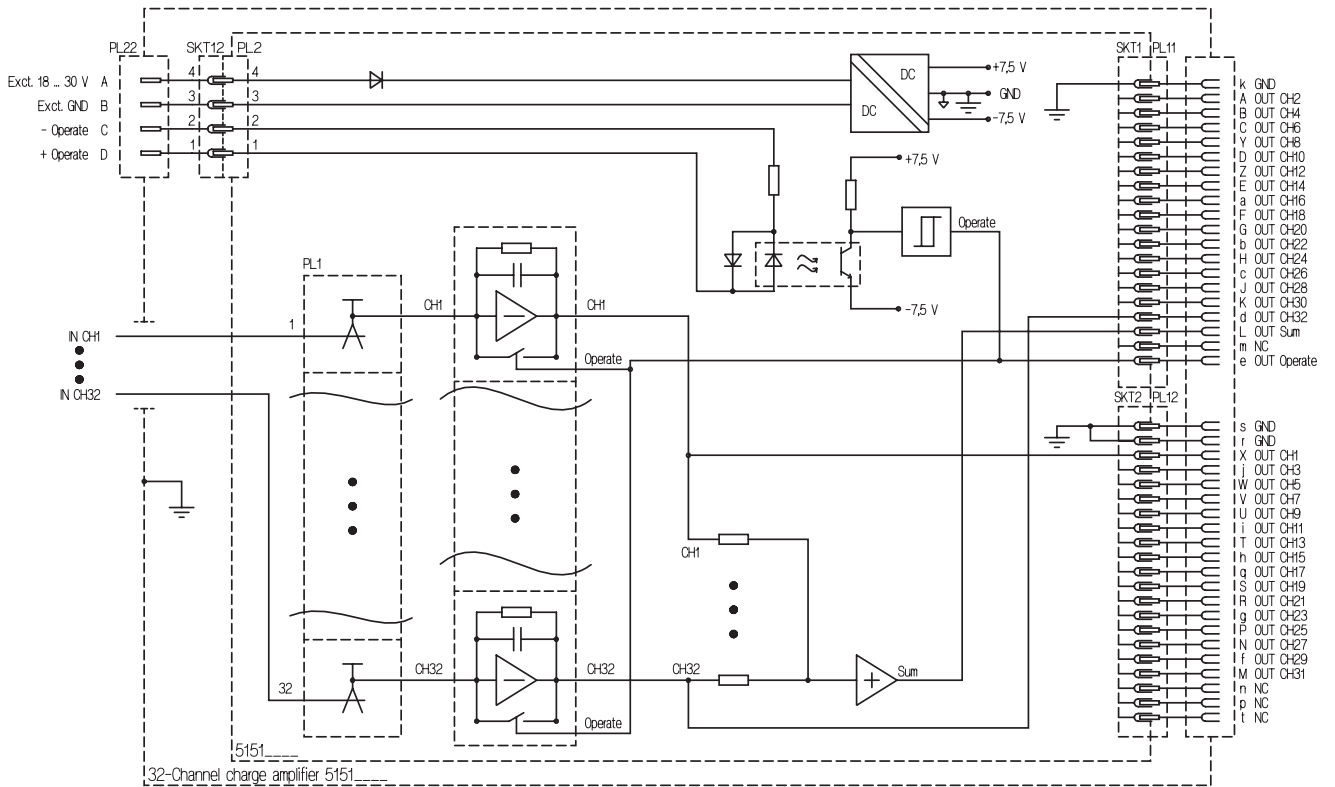 PL22
SKT12 PL2
Exct. 18 ... 30 V A
4 4
Exct. GND B
3 3
- Operate C
2 2
+ Operate D
1 1
DC
DC
+7,5 V
GND
-7,5 V
+7,5 V
Operate
-7,5 V
PL1
IN CH1
1
CH1
CH1
Operate
IN CH32
CH1
32
CH32
CH32
CH32
Operate
Sum
SKT1 PL11
k GND
A OUT CH2
B OUT CH4
C OUT CH6
Y OUT CH8
D OUT CH10
Z OUT CH12
E OUT CH14
a OUT CH16
F OUT CH18
G OUT CH20
b OUT CH22
H OUT CH24
c OUT CH26
J OUT CH28
K OUT CH30
d OUT CH32
L OUT Sum
m NC
e OUT Operate
SKT2 PL12
s GND
r GND
X OUT CH1
j OUT CH3
W OUT CH5
V OUT CH7
U OUT CH9
i OUT CH11
T OUT CH13
h OUT CH15
q OUT CH17
S OUT CH19
R OUT CH21
g OUT CH23
P OUT CH25
N OUT CH27
f OUT CH29
M OUT CH31
n NC
p NC
t NC
5151____
32-Channel charge amplifier 5151____